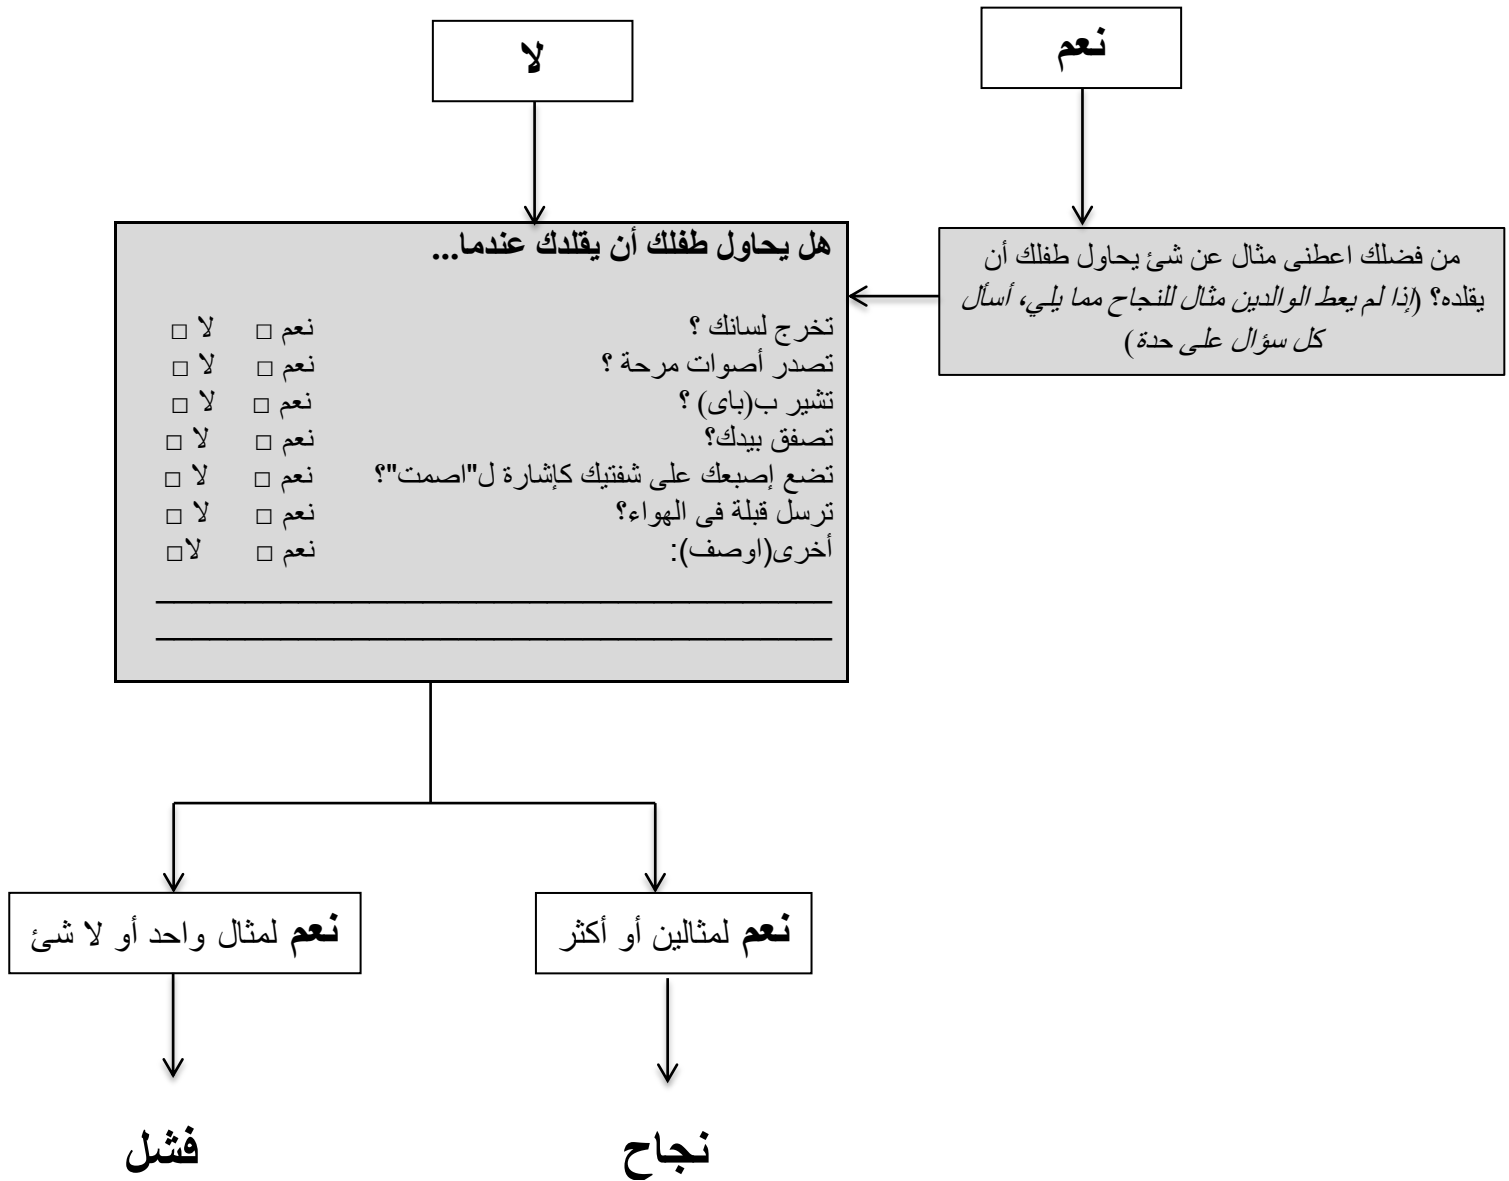 نعم
لا
من فضلك اعطنى مثال عن شئ يحاول طفلك أن
يقلده؟ (إذا لم يعط الوالدين مثال للنجاح مما يلي، أسأل
كل سؤال على حدة)
هل يحاول طفلك أن يقلدك عندما...
تخرج لسانك ؟ نعم □ لا □
تصدر أصوات مرحة ؟ نعم □ لا □
تشير ب(باى) ؟ نعم □ لا □
تصفق بيدك؟ نعم □ لا □
تضع إصبعك على شفتيك كإشارة ل"اصمت"؟ نعم □ لا □
ترسل قبلة فى الهواء؟ نعم □ لا □
أخرى(اوصف): نعم □ لا□
نعم لمثالين أو أكثر
نعم لمثال واحد أو لا شئ
نجاح
فشل